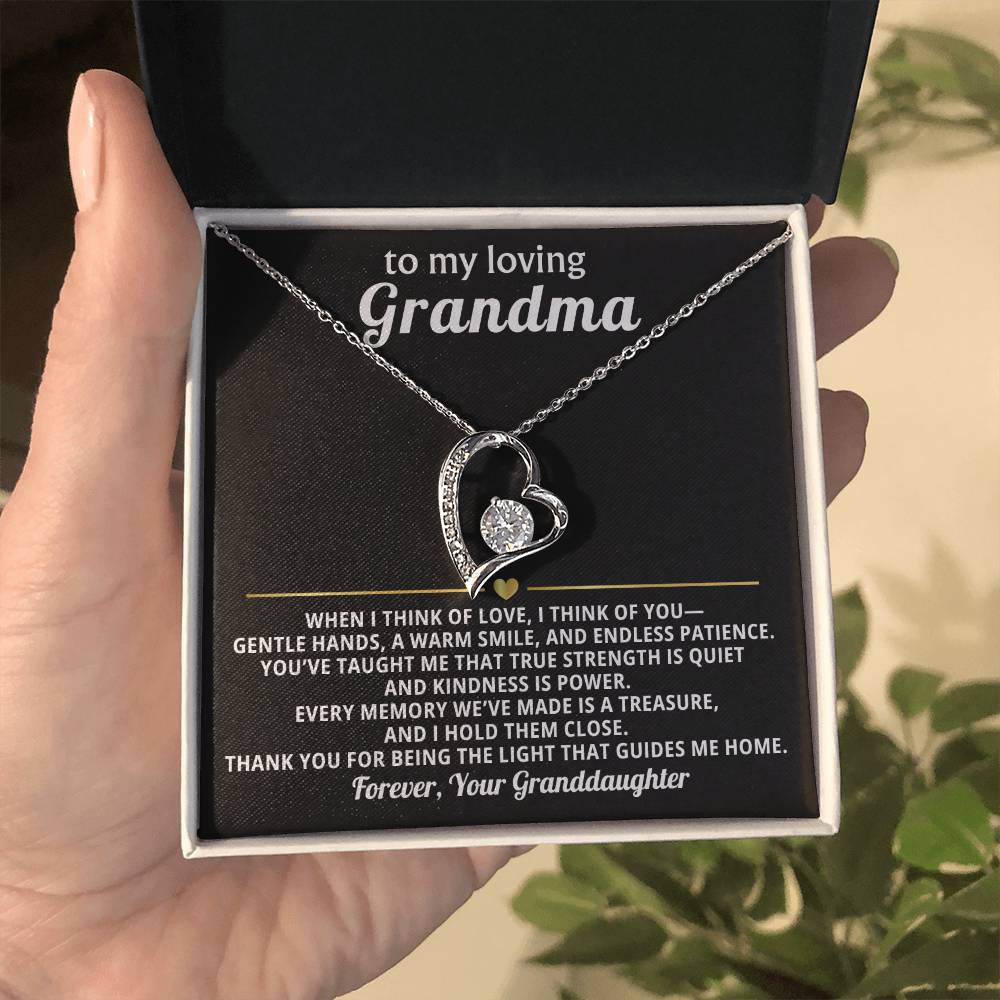 to my loving
Grandma
WHEN I THINK OF LOVE, I THINK OF YOU—
GENTLE HANDS, A WARM SMILE, AND ENDLESS PATIENCE.
YOU’VE TAUGHT ME THAT TRUE STRENGTH IS QUIET
AND KINDNESS IS POWER.
EVERY MEMORY WE’VE MADE IS A TREASURE,
AND I HOLD THEM CLOSE.
THANK YOU FOR BEING THE LIGHT THAT GUIDES ME HOME.
Forever, Your Granddaughter